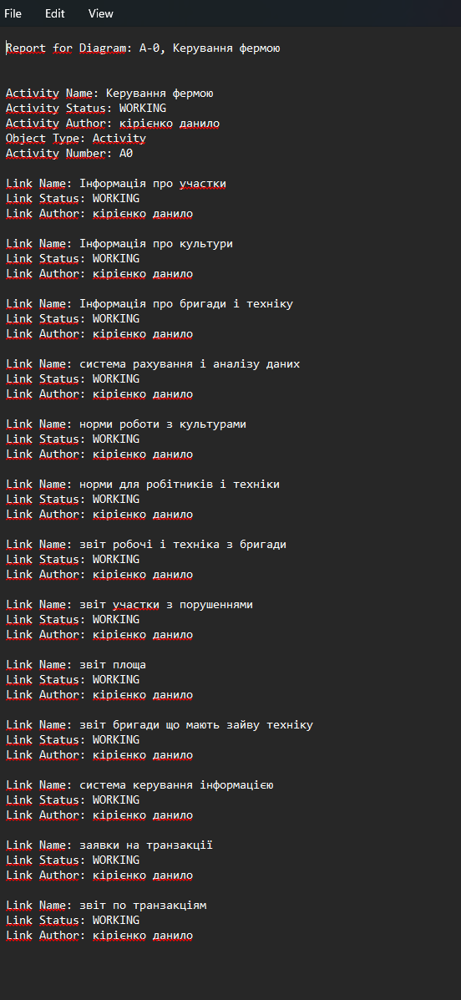 File Edit View
Report for Diagram: A-0, Керування фермою
Activity Name: Керування фермою
Activity Status: WORKING
Activity Author: кірієнко данило
Object Type: Activity
Activity Number: A0
Link Name: Інформація про участки
Link Status: WORKING
Link Author: кірієнко данило
Link Name: Інформація про культури
Link Status: WORKING
Link Author: кірієнко данило
Link Name: Інформація про бригади і техніку
Link Status: WORKING
Link Author: кірієнко данило
Link Name: система рахування і аналізу даних
Link Status: WORKING
Link Author: кірієнко данило
Link Name: норми роботи з культурами
Link Status: WORKING
Link Author: кірієнко данило
Link Name: норми для робітників і техніки
Link Status: WORKING
Link Author: кірієнко данило
Link Name: звіт робочі і техніка з бригади
Link Status: WORKING
Link Author: кірієнко данило
Link Name: звіт участки з порушеннями
Link Status: WORKING
Link Author: кірієнко данило
Link Name: звіт площа
Link Status: WORKING
Link Author: кірієнко данило
Link Name: звіт бригади що мають зайву техніку
Link Status: WORKING
Link Author: кірієнко данило
Link Name: система керування інформацією
Link Status: WORKING
Link Author: кірієнко данило
Link Name: заявки на транзакції
Link Status: WORKING
Link Author: кірієнко данило
Link Name: звіт по транзакціям
Link Status: WORKING
Link Author: кірієнко данило